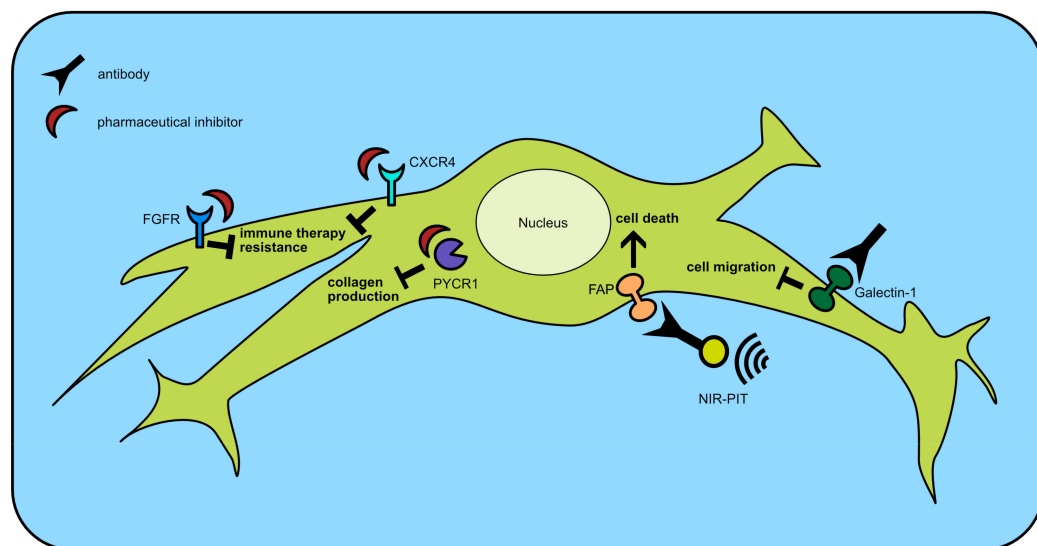 antibody
pharmaceutical inhibitor
CXCR4
FGFR
immune therapy
resistance
Nucleus
cell death
collagen
production
PYCR1
FAP
cell migration
Galectin-1
NIR-PIT